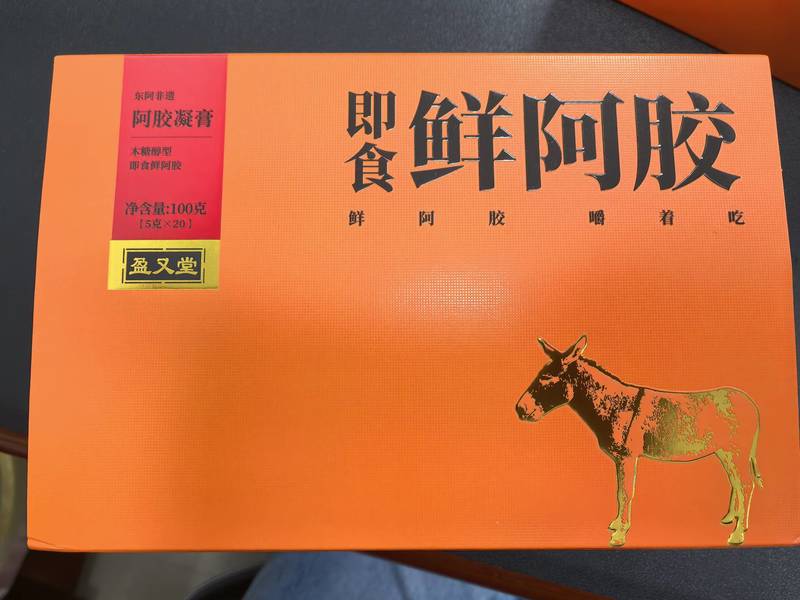 东阿非遗
阿胶凝膏
木糖醇型
即食鲜阿胶
净含量:100克
【5克×20】
盈又堂
即食
鲜阿胶
鲜阿胶 嚼着吃